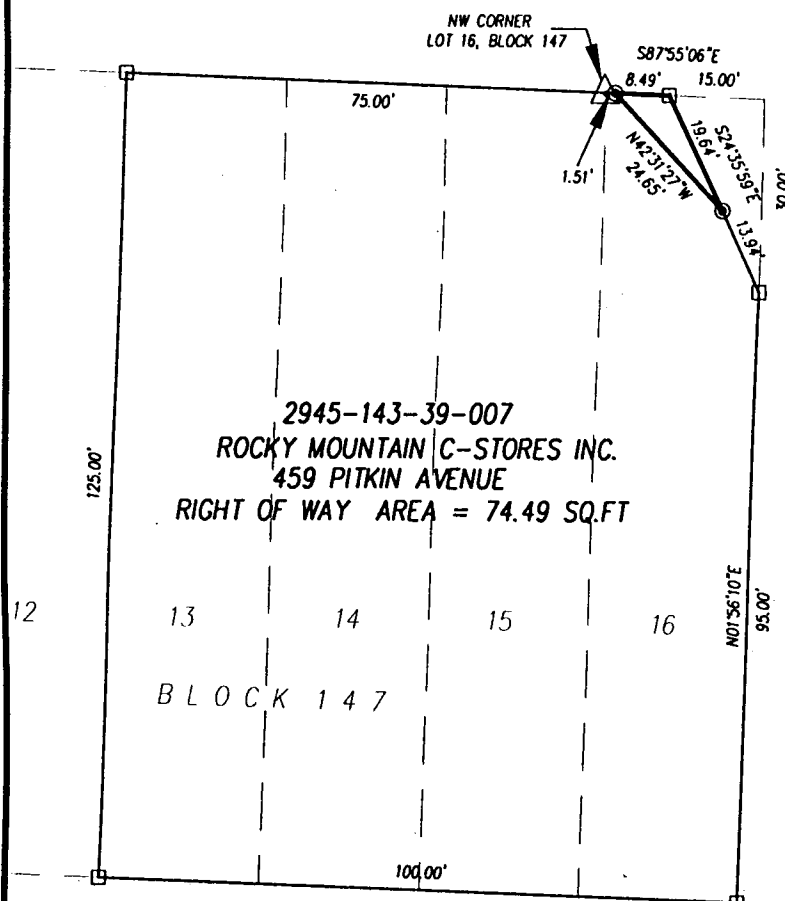 NW CORNER
LOT 16, BLOCK 147
S87°55'06"E
8.49'
15.00'
75.00'
1.51'
N42°31'27"W
24.65'
S24°35'59"E
19.64'
13.94'
30.00'
2945-143-39-007
ROCKY MOUNTAIN C-STORES INC.
459 PITKIN AVENUE
RIGHT OF WAY AREA = 74.49 SQ.FT
125.00'
N01°56'10"E
95.00'
12
13
14
15
16
BLOCK 147
100.00'